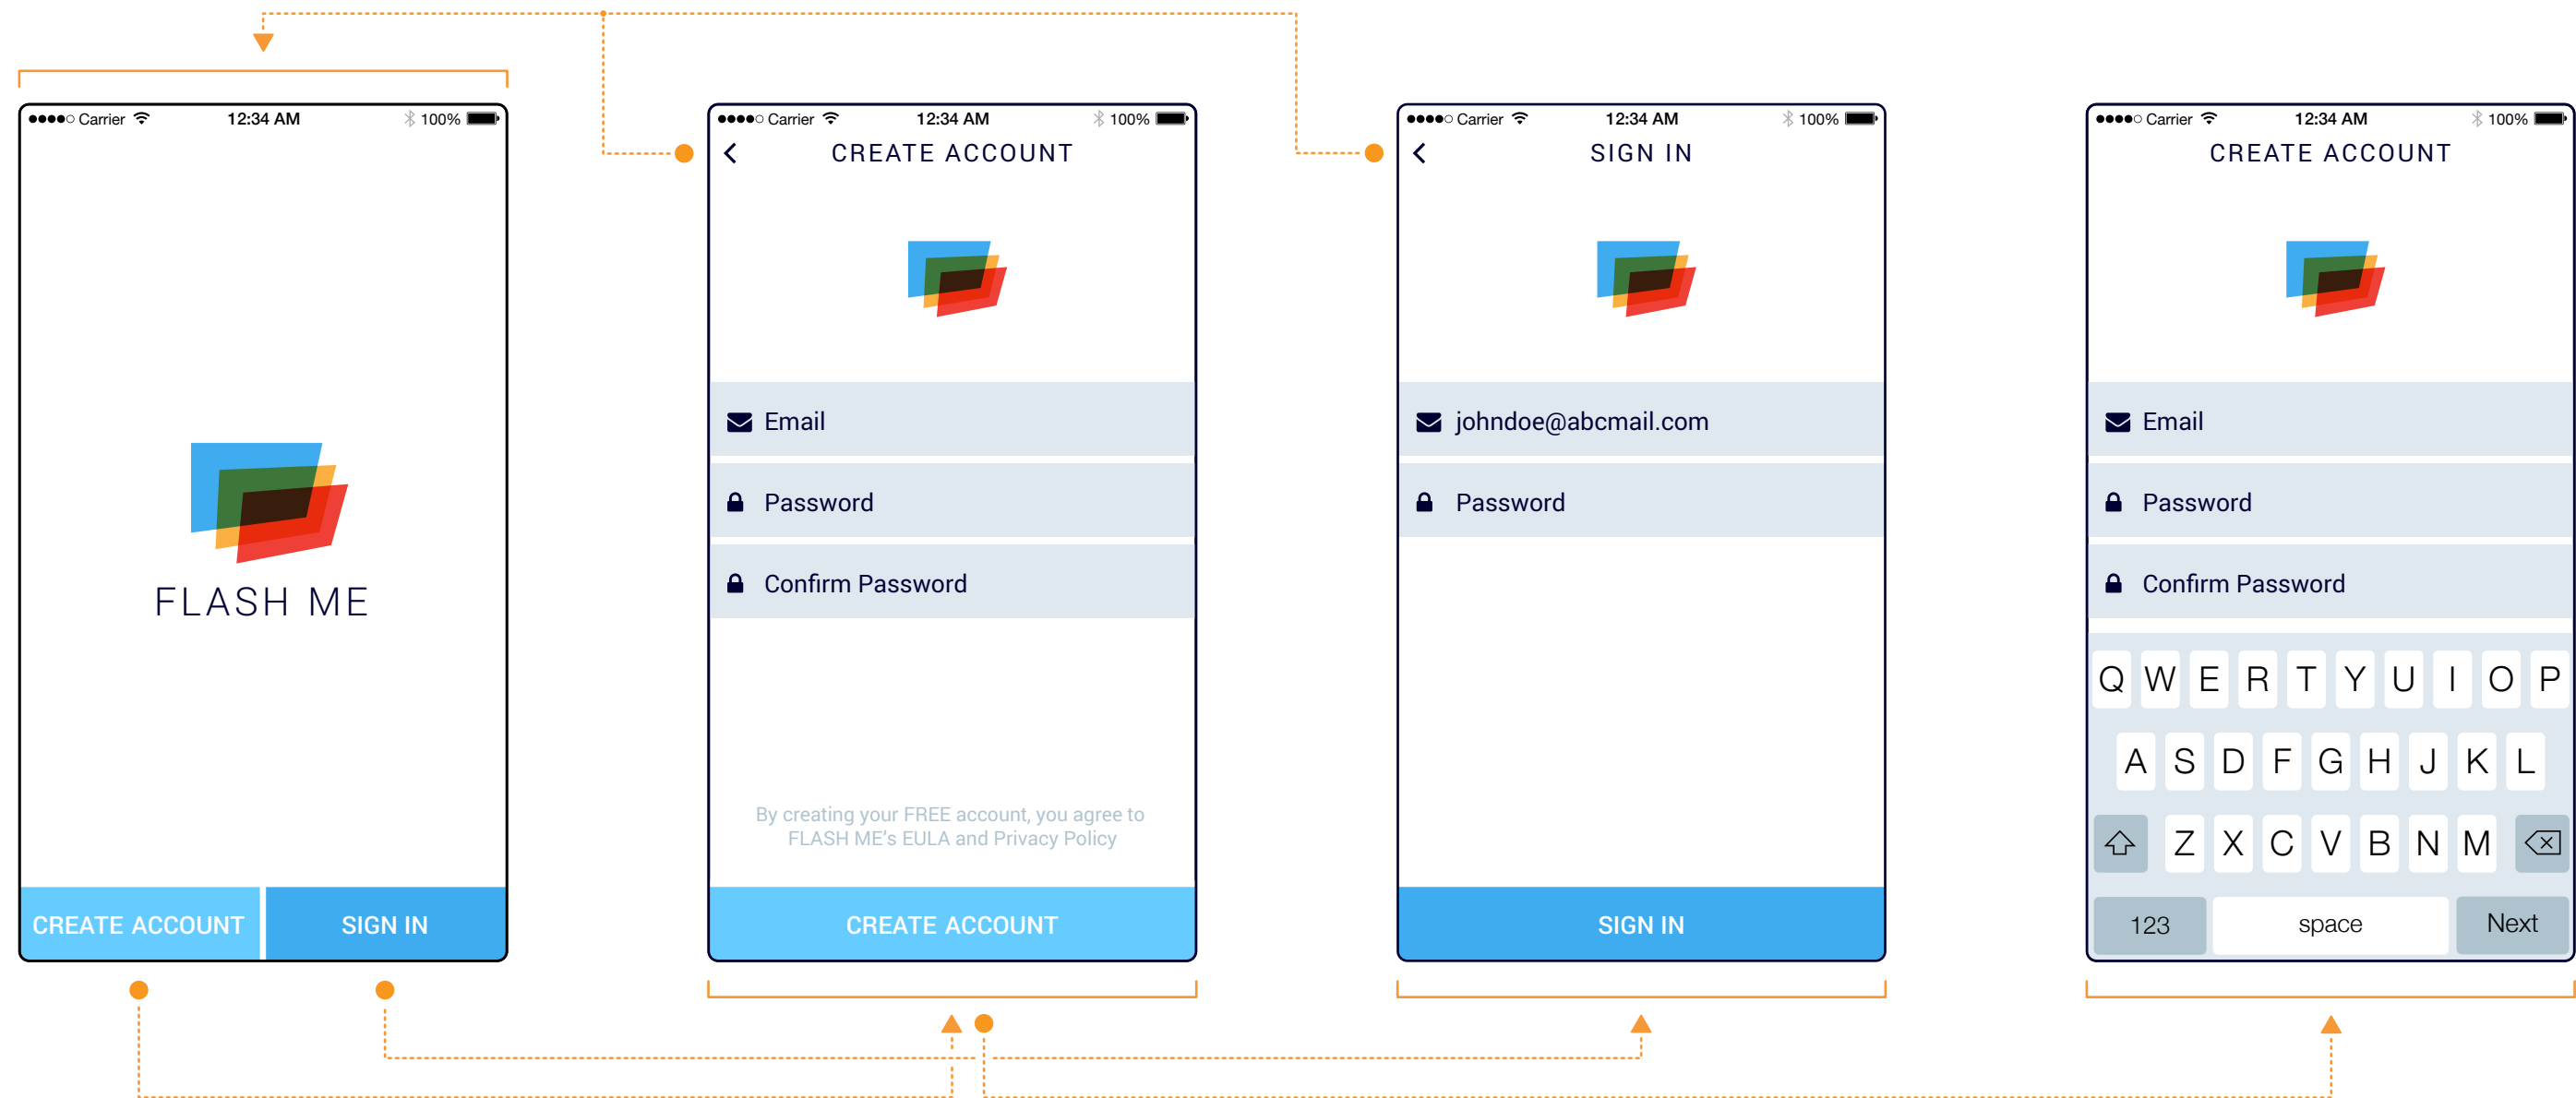 Carrier 12:34 AM 100%
FLASH ME
CREATE ACCOUNT SIGN IN
Carrier 12:34 AM 100%
CREATE ACCOUNT
Email
Password
Confirm Password
By creating your FREE account, you agree to
FLASH ME’s EULA and Privacy Policy
CREATE ACCOUNT
Carrier 12:34 AM 100%
SIGN IN
johndoe@abcmail.com
Password
SIGN IN
Carrier 12:34 AM 100%
CREATE ACCOUNT
Email
Password
Confirm Password
Q W E R T Y U I O P
A S D F G H J K L
Z X C V B N M
123 space Next